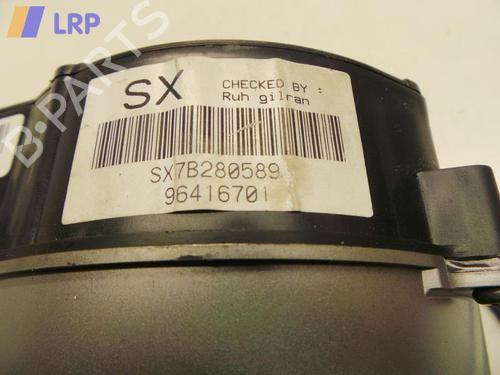 LRP
B-PARTS
SX
CHECKED BY :
Ruh gilran
SX7B280589
96416701